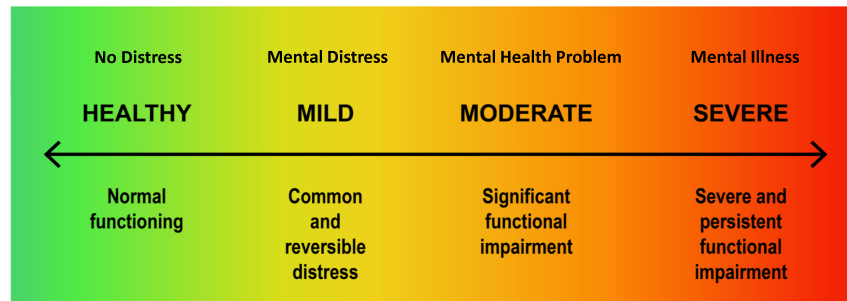 No Distress
Mental Distress
Mental Health Problem
Mental Illness
HEALTHY
MILD
MODERATE
SEVERE
Normal
functioning
Common
and
reversible
distress
Significant
functional
impairment
Severe and
persistent
functional
impairment